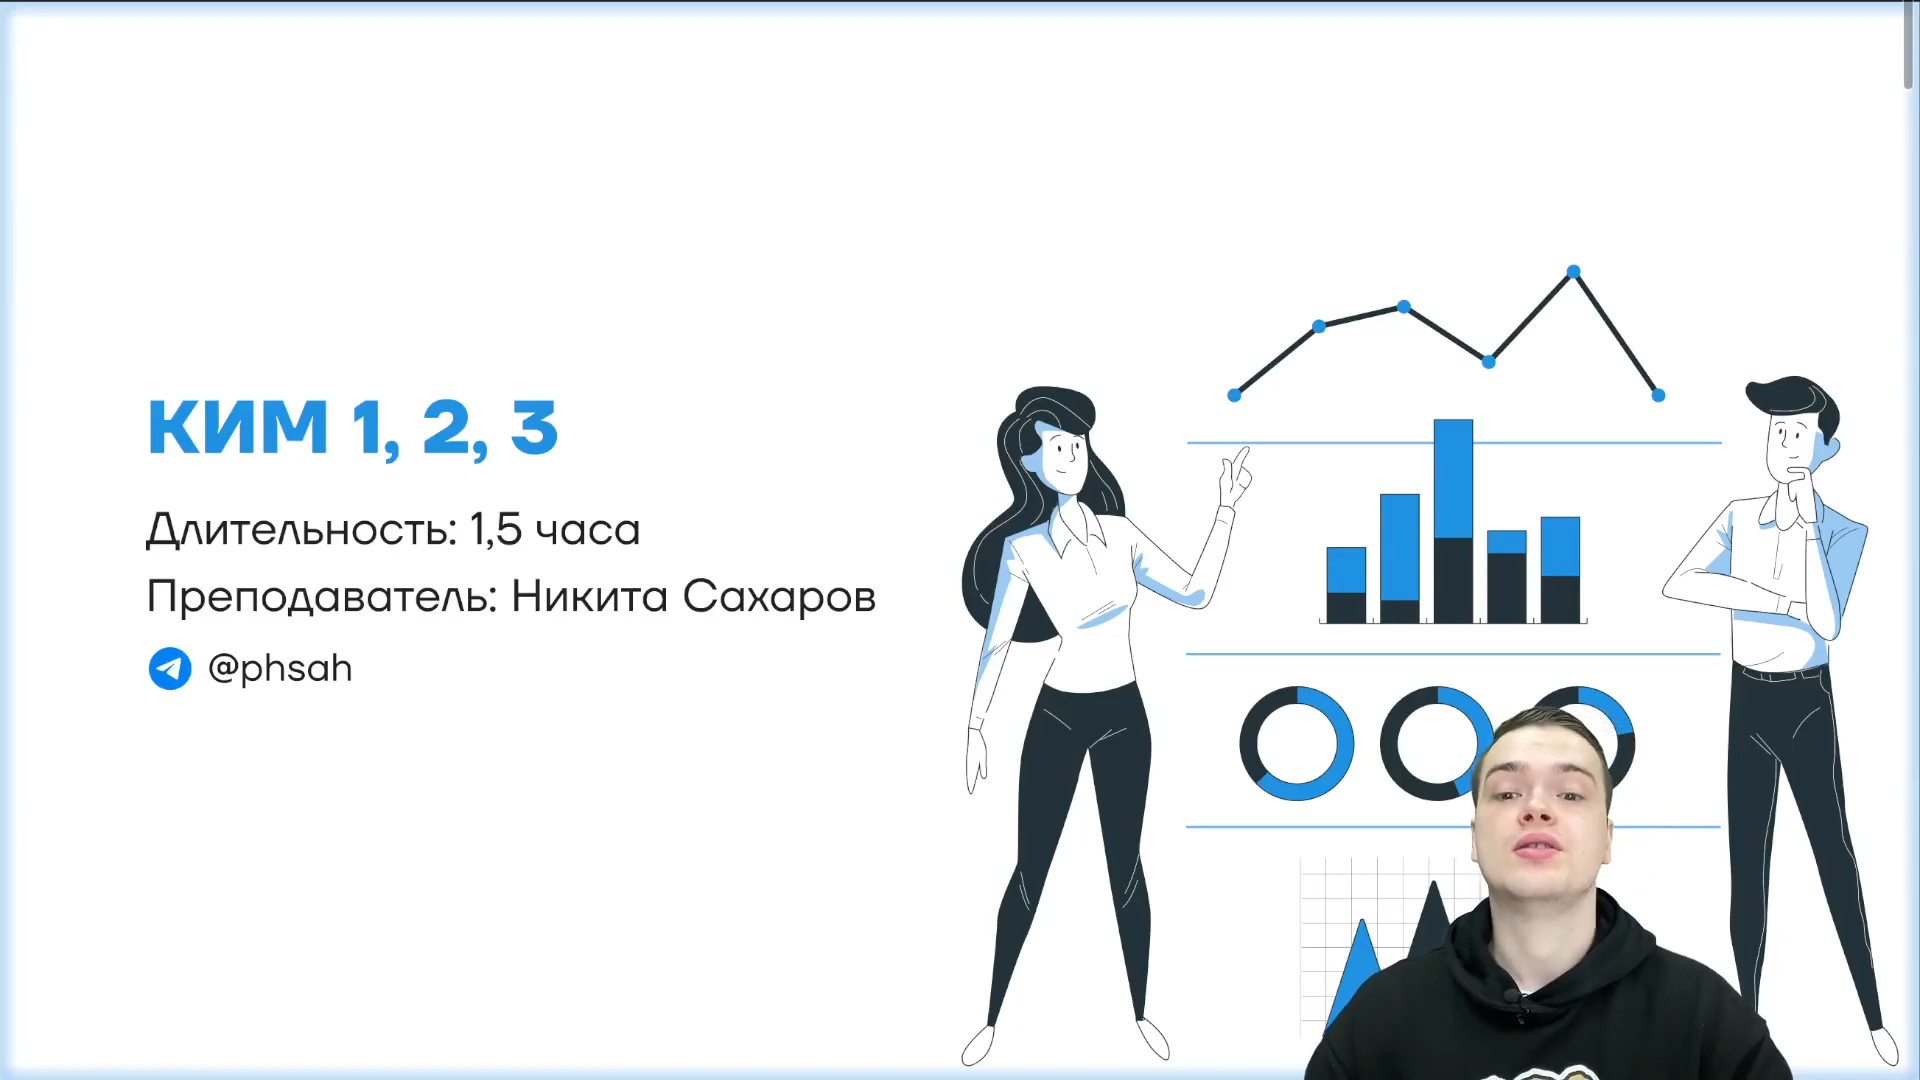 КИМ 1, 2, 3
Длительность: 1,5 часа
Преподаватель: Никита Сахаров
@phsah